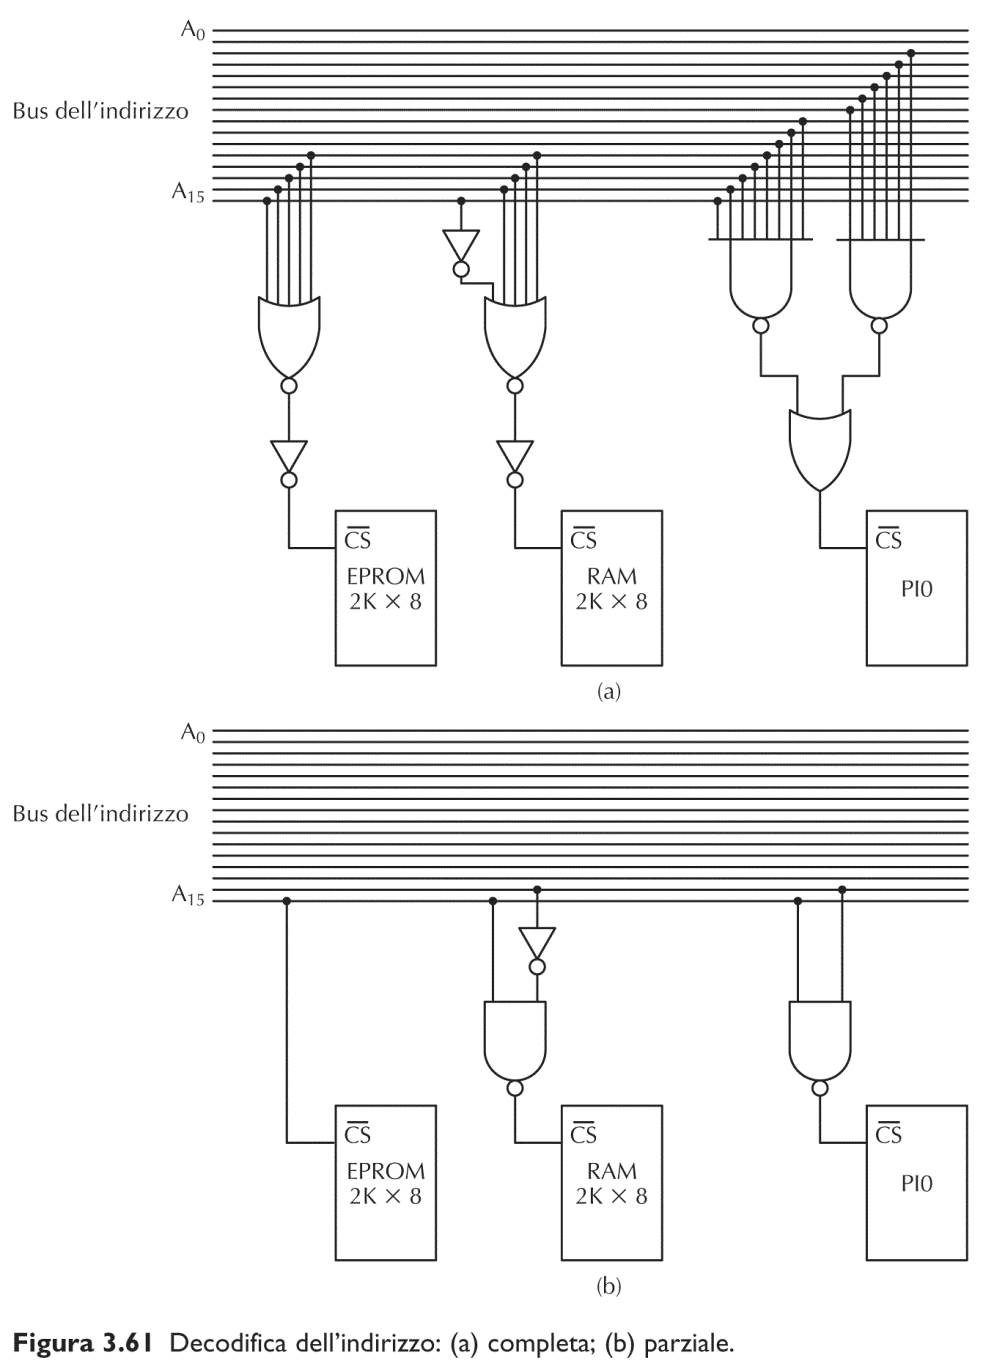 A0
Bus dell'indirizzo
A15
CS CS CS
EPROM RAM PI0
2K × 8 2K × 8
(a)
A0
Bus dell'indirizzo
A15
CS CS CS
EPROM RAM PI0
2K × 8 2K × 8
(b)
Figura 3.61 Decodifica dell'indirizzo: (a) completa; (b) parziale.